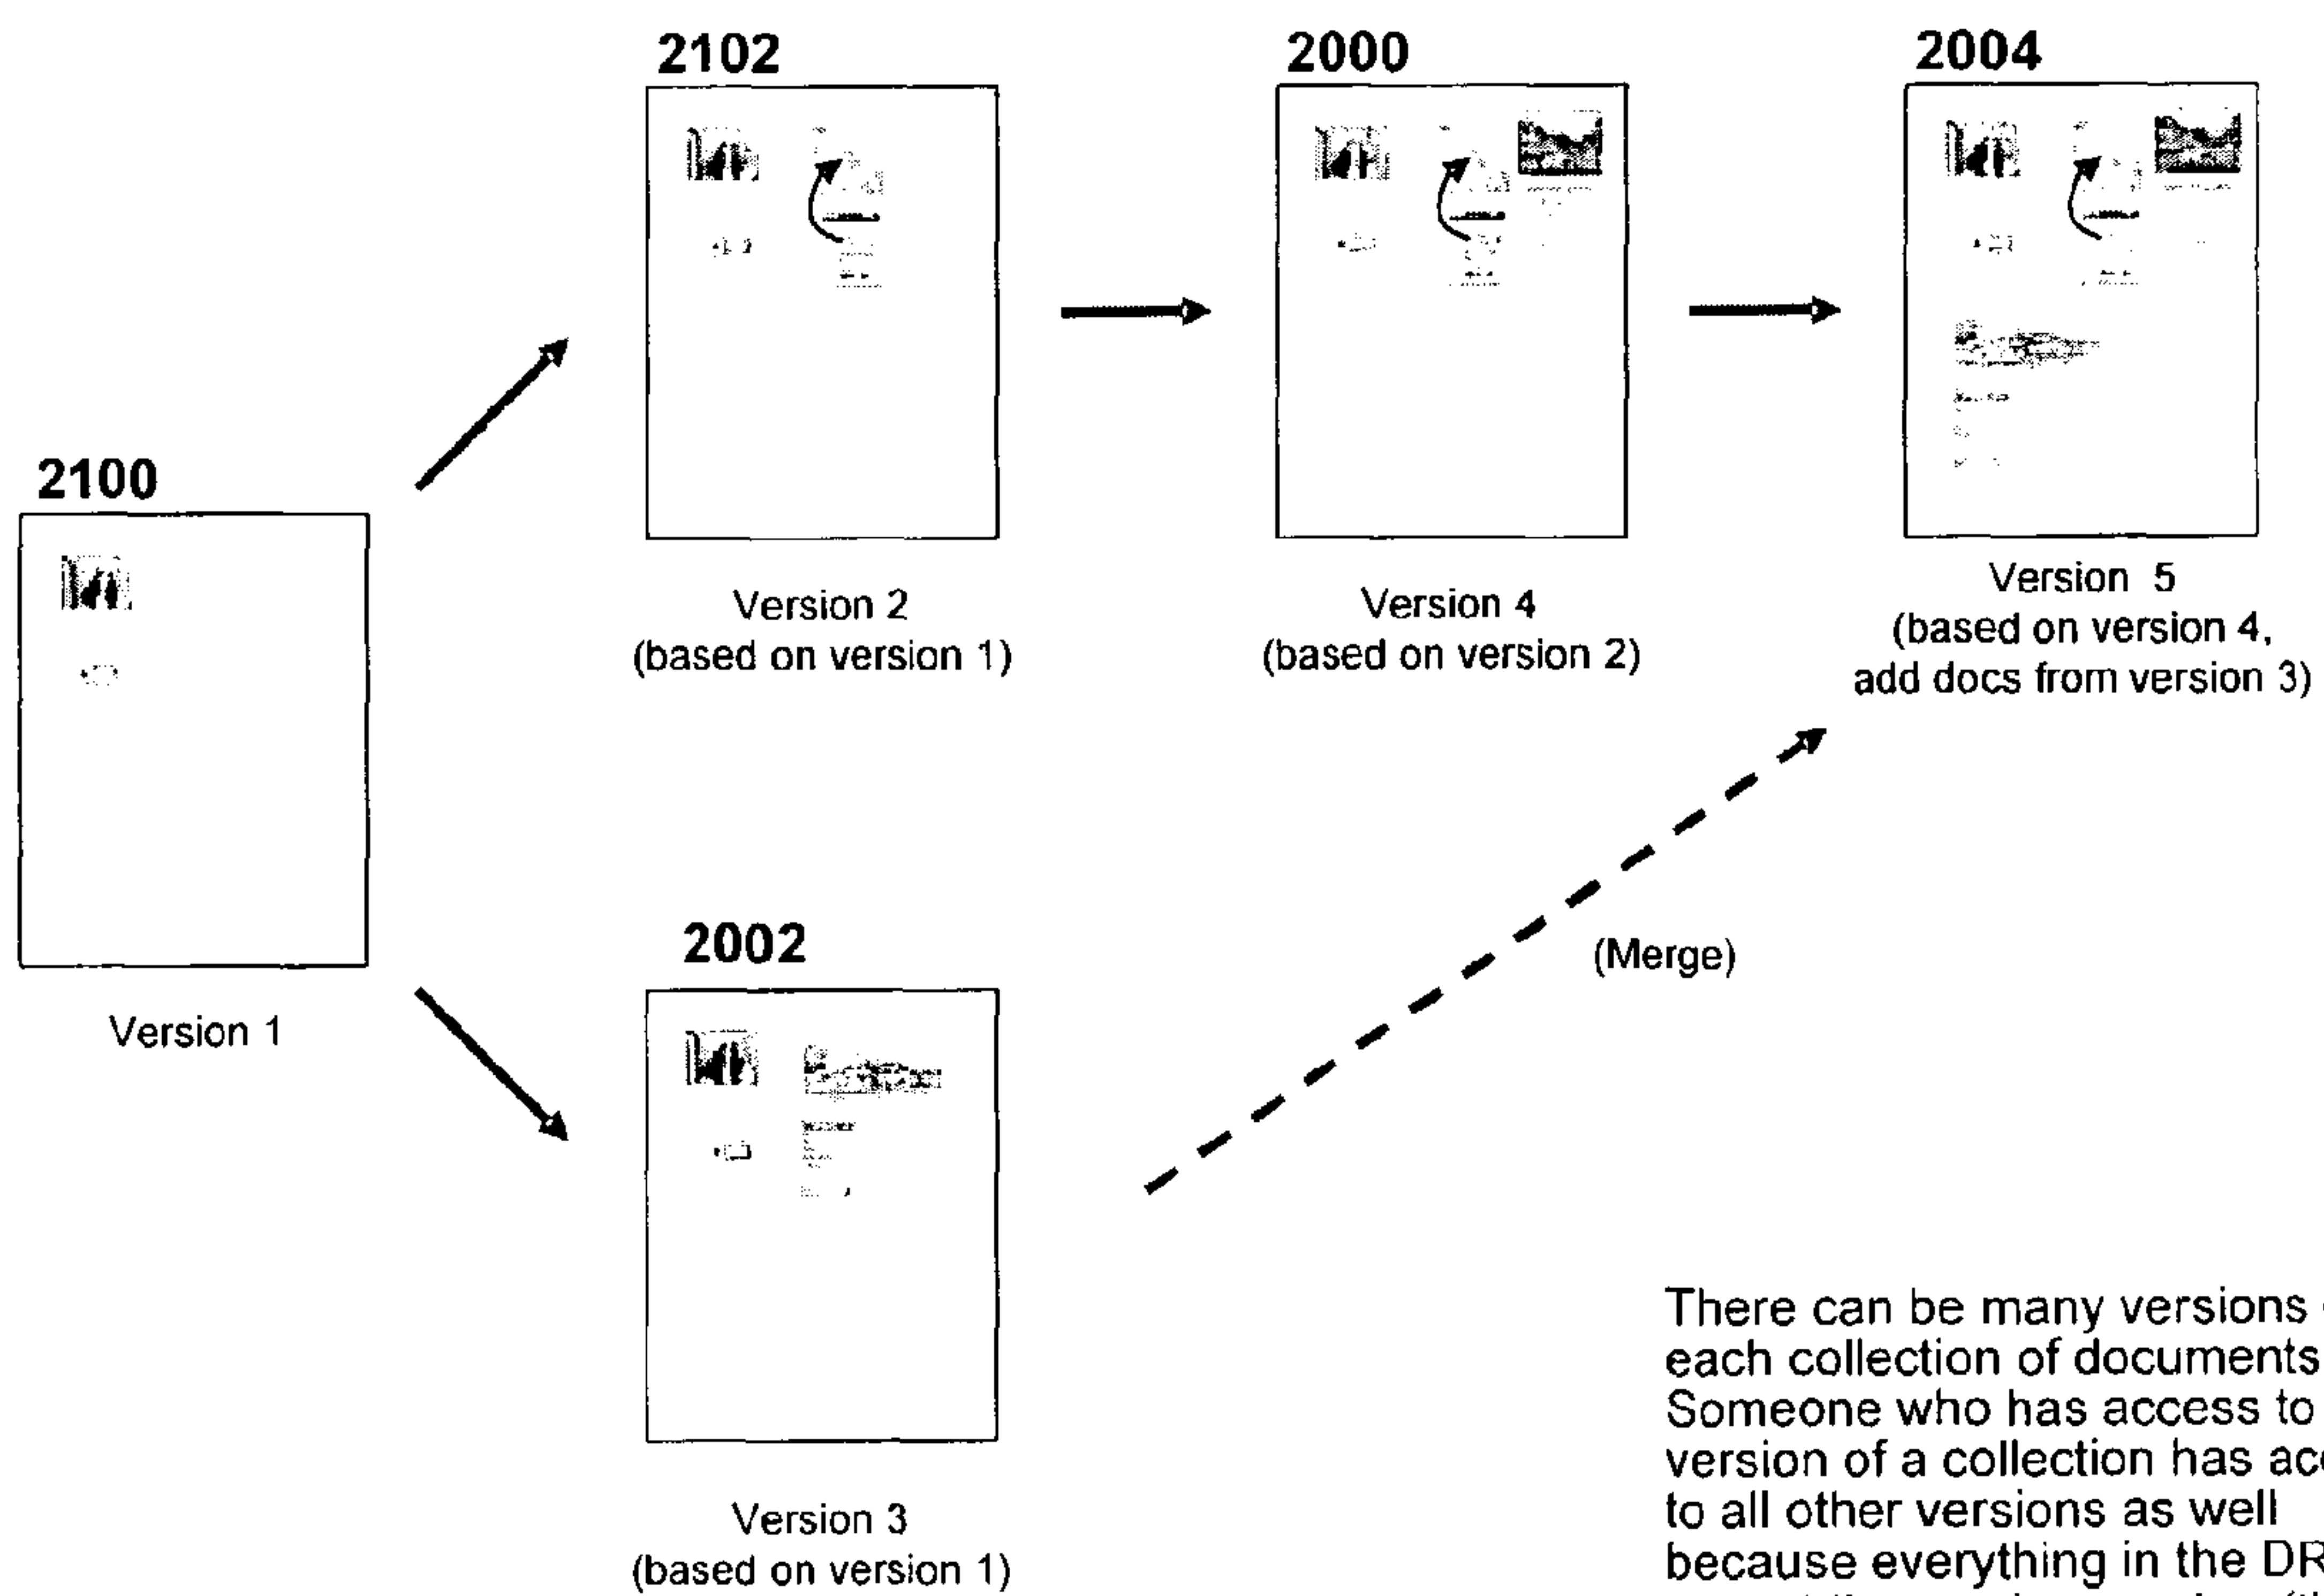 2102
2000
2004
2100
Version 2
(based on version 1)
Version 4
(based on version 2)
Version 5
(based on version 4,
add docs from version 3)
Version 1
2002
(Merge)
Version 3
(based on version 1)
There can be many versions
each collection of documents
Someone who has access to
version of a collection has
to all other versions as well
because everything in the